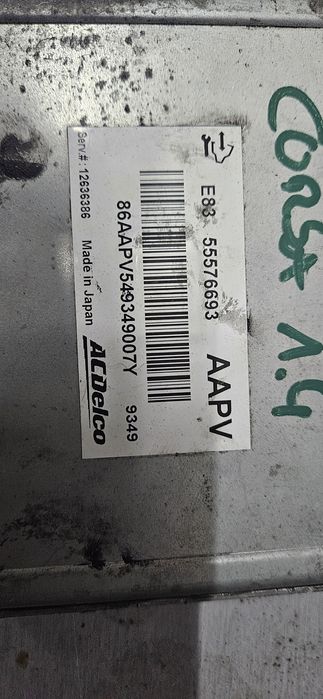 CORSA 1.4
E83 55576693 AAPV
86AAPV549349007Y 9349
Serv.#: 12636386 Made in Japan ACDelco